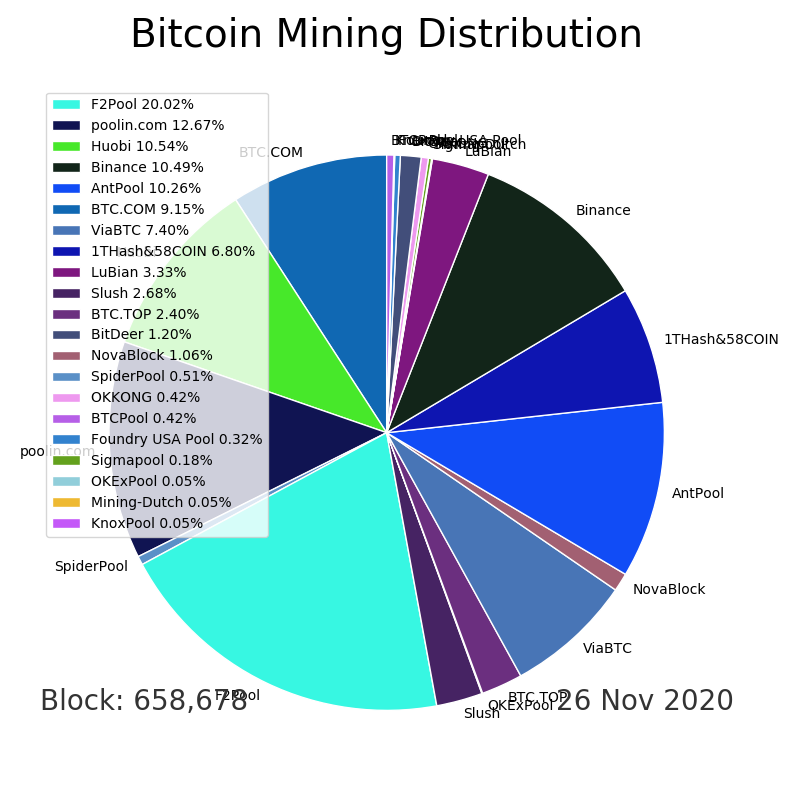 Bitcoin Mining Distribution
F2Pool 20.02%
poolin.com 12.67%
Huobi 10.54%
Binance 10.49%
AntPool 10.26%
BTC.COM 9.15%
ViaBTC 7.40%
1THash&58COIN 6.80%
LuBian 3.33%
Slush 2.68%
BTC.TOP 2.40%
BitDeer 1.20%
NovaBlock 1.06%
SpiderPool 0.51%
OKKONG 0.42%
BTCPool 0.42%
Foundry USA Pool 0.32%
Sigmapool 0.18%
OKExPool 0.05%
Mining-Dutch 0.05%
KnoxPool 0.05%
BTC.COM
LuBian
Binance
1THash&58COIN
AntPool
NovaBlock
ViaBTC
BTC.TOP
OKExPool
Slush
F2Pool
SpiderPool
poolin.com
Block: 658,678
26 Nov 2020